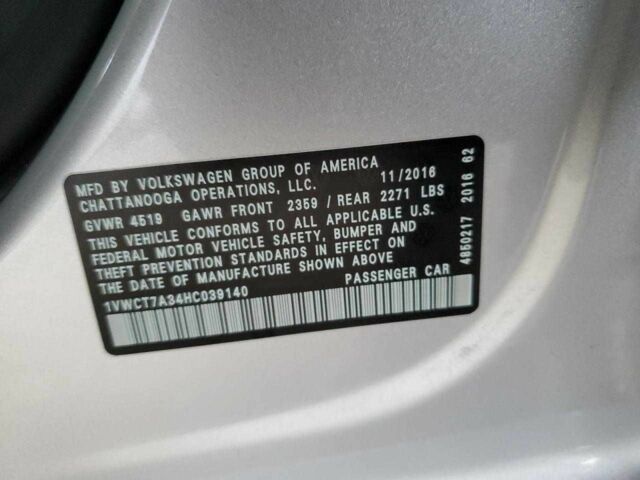 MFD BY VOLKSWAGEN GROUP OF AMERICA
CHATTANOOGA OPERATIONS, LLC. 11/2016
GVWR 4519 GAWR FRONT 2359 / REAR 2271 LBS
THIS VEHICLE CONFORMS TO ALL APPLICABLE U.S.
FEDERAL MOTOR VEHICLE SAFETY, BUMPER AND
THEFT PREVENTION STANDARDS IN EFFECT ON
THE DATE OF MANUFACTURE SHOWN ABOVE
1VWCT7A34HC039140 PASSENGER CAR
4850217 2016 62